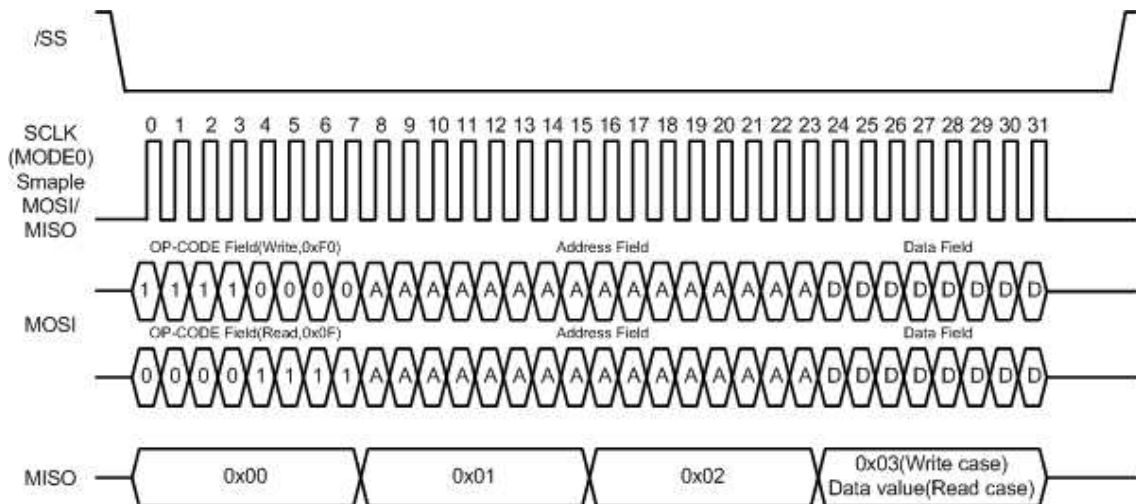 /SS
SCLK
(MODE0)
Smaple
MOSI/
MISO
0 1 2 3 4 5 6 7 8 9 10 11 12 13 14 15 16 17 18 19 20 21 22 23 24 25 26 27 28 29 30 31
OP-CODE Field(Write,0xF0) Address Field Data Field
MOSI
1 1 1 1 0 0 0 0 A A A A A A A A A A A A A A A A D D D D D D D D
OP-CODE Field(Read,0x0F) Address Field Data Field
0 0 0 0 1 1 1 1 A A A A A A A A A A A A A A A A D D D D D D D D
MISO
0x00 0x01 0x02 0x03(Write case)
Data value(Read case)